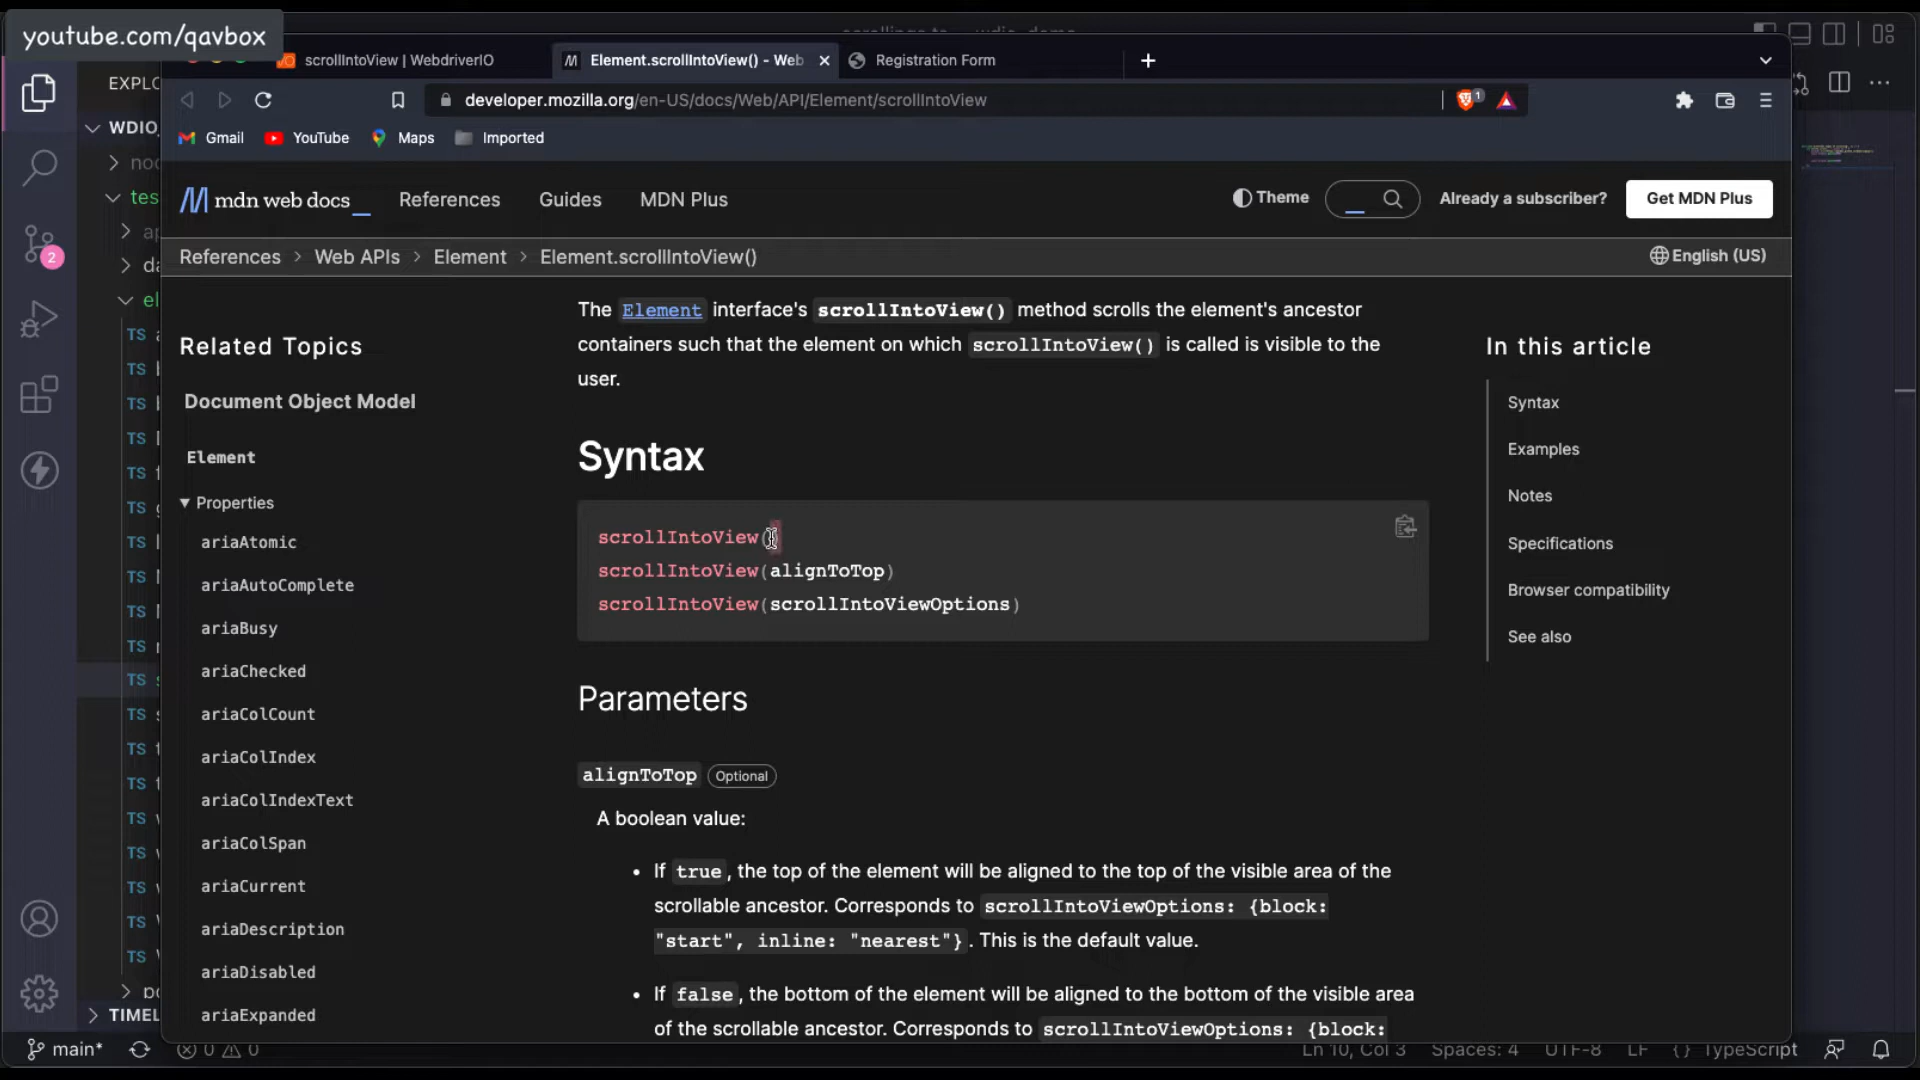 youtube.com/qavbox
scrollIntoView | WebdriverIO
Element.scrollIntoView() - Web
Registration Form
EXPLO
developer.mozilla.org/en-US/docs/Web/API/Element/scrollIntoView
1
WDIO_
Gmail
YouTube
Maps
Imported
mdn web docs_
References
Guides
MDN Plus
Theme
Already a subscriber?
Get MDN Plus
References > Web APIs > Element > Element.scrollIntoView()
English (US)
2
Related Topics
Document Object Model
Element
Properties
ariaAtomic
ariaAutoComplete
ariaBusy
ariaChecked
ariaColCount
ariaColIndex
ariaColIndexText
ariaColSpan
ariaCurrent
ariaDescription
ariaDisabled
ariaExpanded
The Element interface's scrollIntoView() method scrolls the element's ancestor
containers such that the element on which scrollIntoView() is called is visible to the
user.
Syntax
scrollIntoView()
scrollIntoView(alignToTop)
scrollIntoView(scrollIntoViewOptions)
Parameters
alignToTop Optional
A boolean value:
• If true, the top of the element will be aligned to the top of the visible area of the
scrollable ancestor. Corresponds to scrollIntoViewOptions: {block:
"start", inline: "nearest"}. This is the default value.
• If false, the bottom of the element will be aligned to the bottom of the visible area
of the scrollable ancestor. Corresponds to scrollIntoViewOptions: {block:
In this article
Syntax
Examples
Notes
Specifications
Browser compatibility
See also
TIMEL
main*
0 0
Ln 10, Col 3
Spaces: 4
UTF-8
LF
{} TypeScript